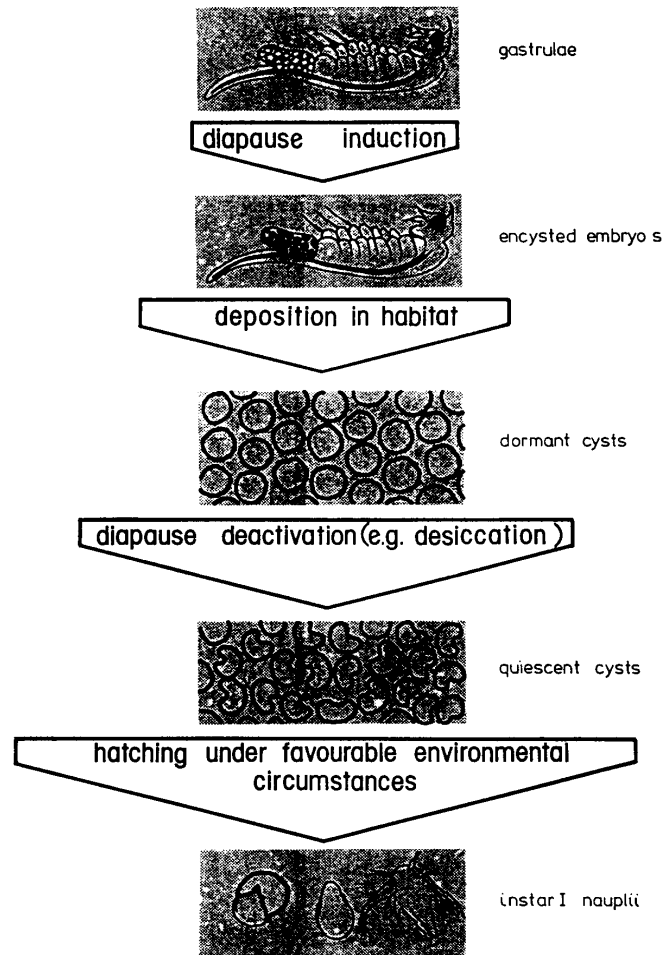 gastrulae
diapause induction
encysted embryo s
deposition in habitat
dormant cysts
diapause deactivation (e.g. desiccation)
quiescent cysts
hatching under favourable environmental
circumstances
instar I nauplii